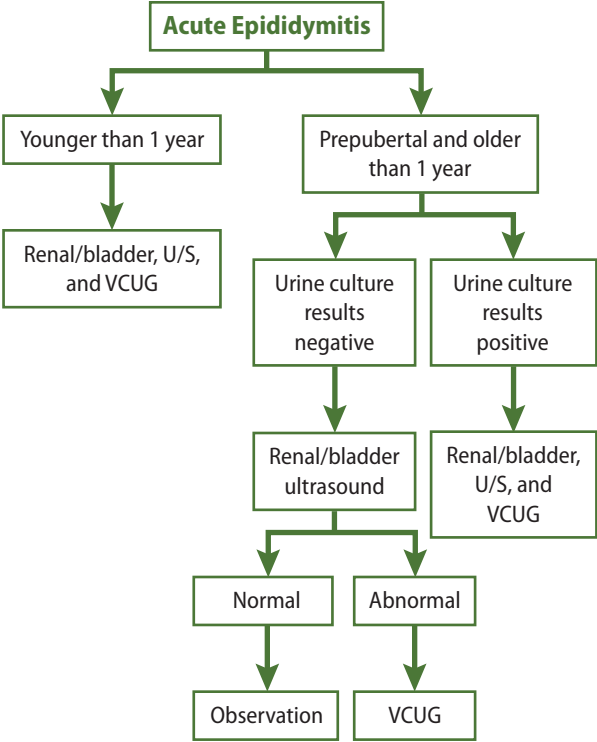 Acute Epididymitis
Younger than 1 year
Prepubertal and older
than 1 year
Renal/bladder, U/S,
and VCUG
Urine culture
results
negative
Urine culture
results
positive
Renal/bladder
ultrasound
Renal/bladder,
U/S, and
VCUG
Normal
Abnormal
Observation
VCUG